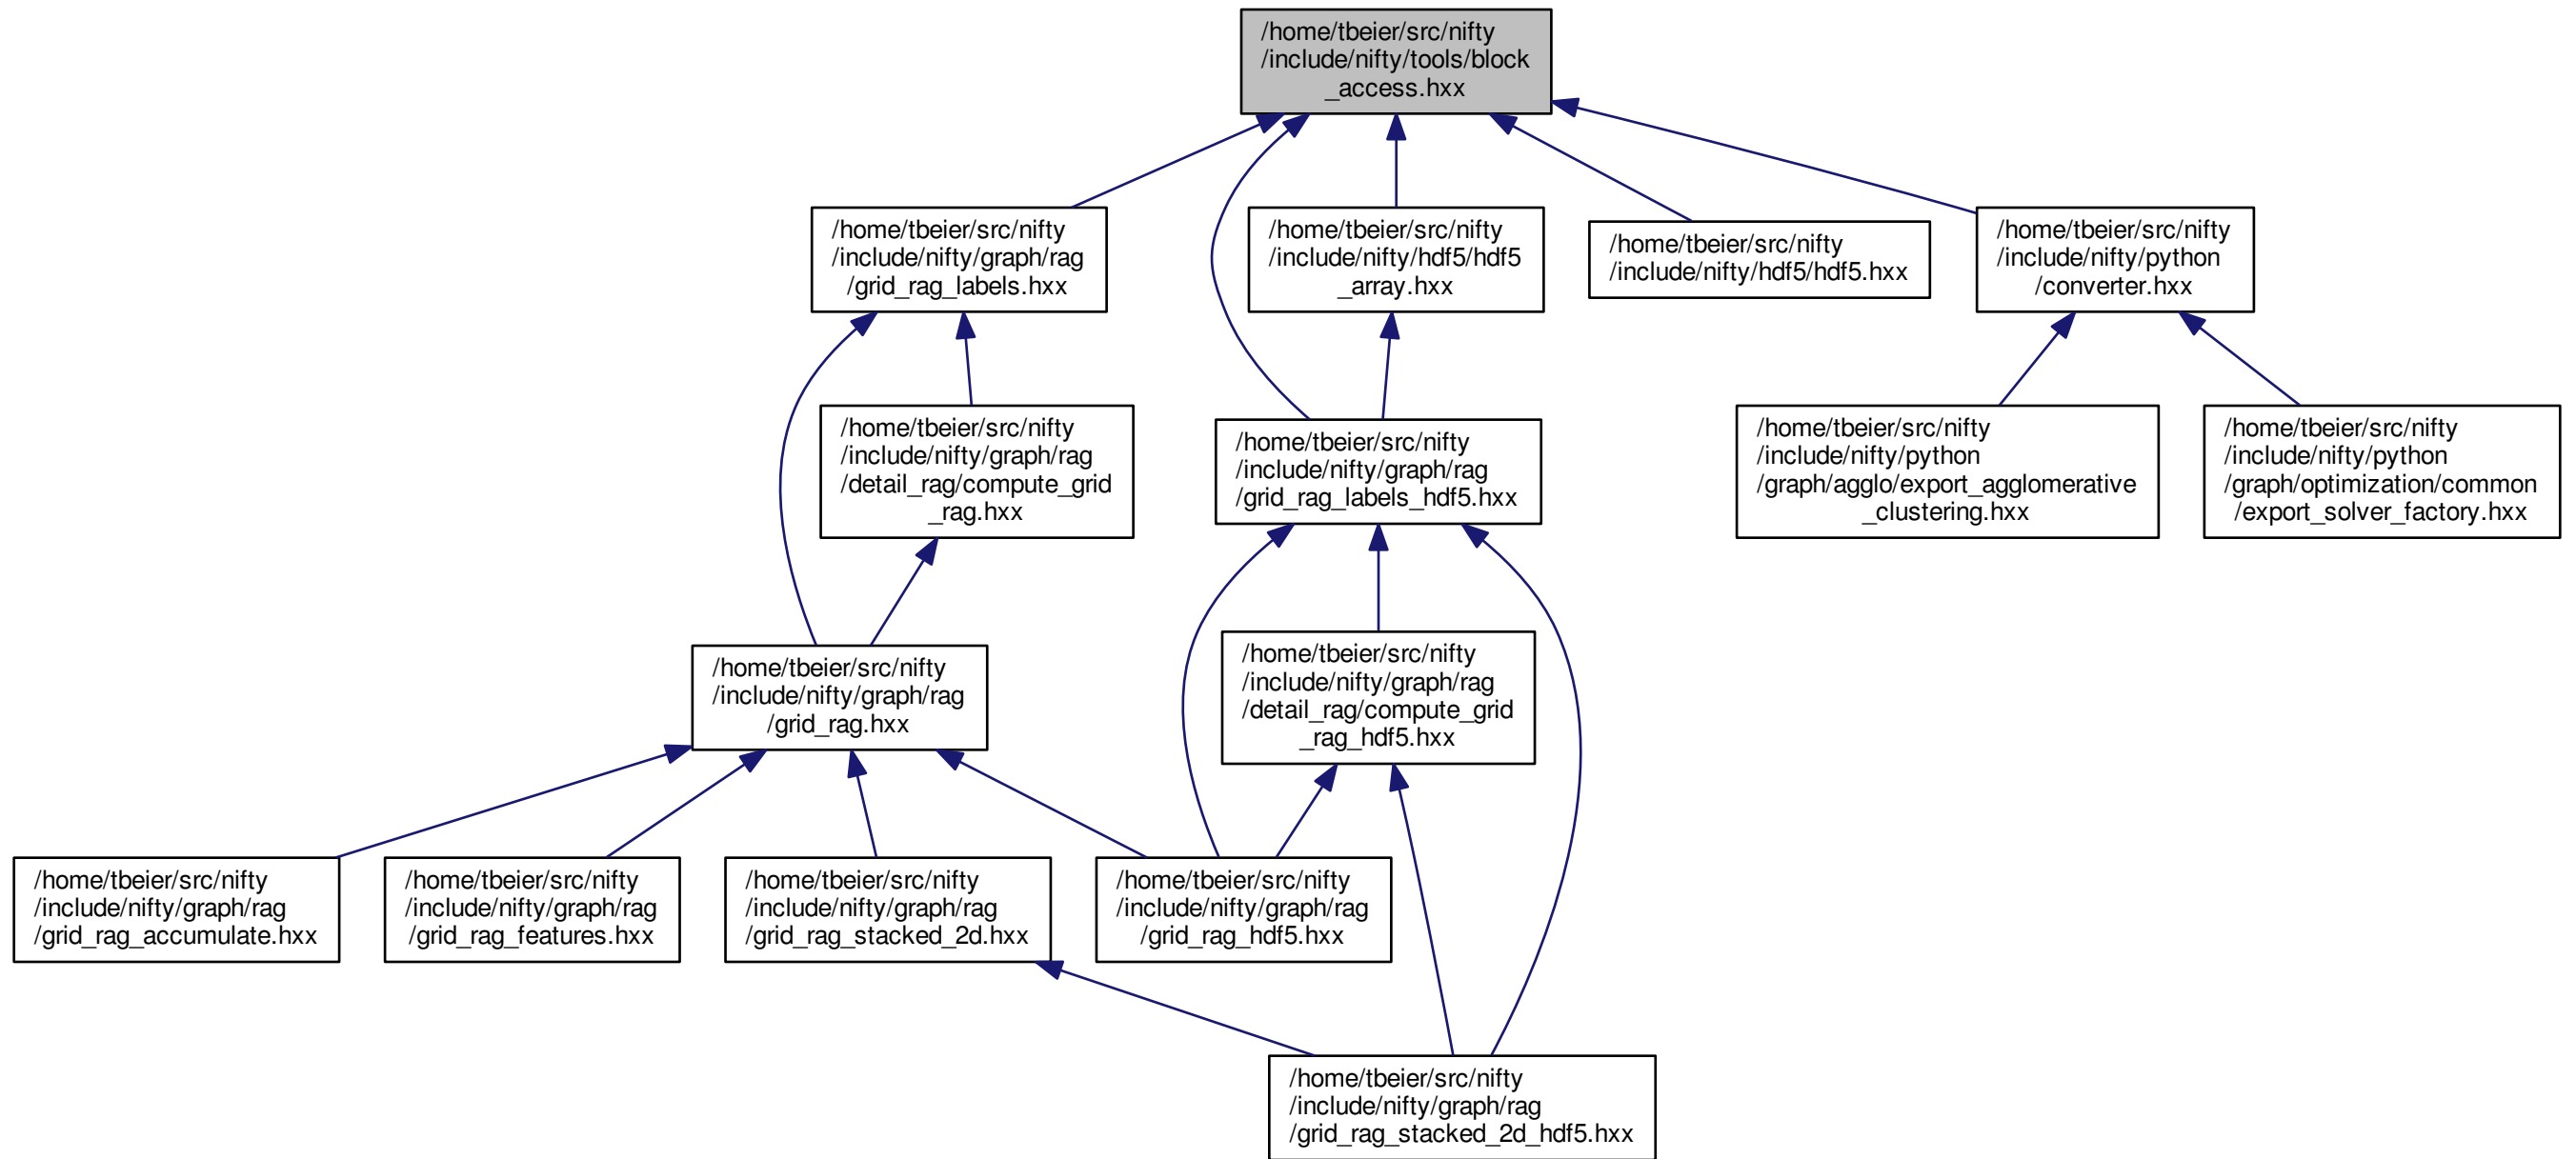 /home/tbeier/src/nifty
/include/nifty/tools/block
_access.hxx
/home/tbeier/src/nifty
/include/nifty/graph/rag
/grid_rag_labels.hxx
/home/tbeier/src/nifty
/include/nifty/hdf5/hdf5
_array.hxx
/home/tbeier/src/nifty
/include/nifty/hdf5/hdf5.hxx
/home/tbeier/src/nifty
/include/nifty/python
/converter.hxx
/home/tbeier/src/nifty
/include/nifty/graph/rag
/detail_rag/compute_grid
_rag.hxx
/home/tbeier/src/nifty
/include/nifty/graph/rag
/grid_rag_labels_hdf5.hxx
/home/tbeier/src/nifty
/include/nifty/python
/graph/agglo/export_agglomerative
_clustering.hxx
/home/tbeier/src/nifty
/include/nifty/python
/graph/optimization/common
/export_solver_factory.hxx
/home/tbeier/src/nifty
/include/nifty/graph/rag
/grid_rag.hxx
/home/tbeier/src/nifty
/include/nifty/graph/rag
/detail_rag/compute_grid
_rag_hdf5.hxx
/home/tbeier/src/nifty
/include/nifty/graph/rag
/grid_rag_accumulate.hxx
/home/tbeier/src/nifty
/include/nifty/graph/rag
/grid_rag_features.hxx
/home/tbeier/src/nifty
/include/nifty/graph/rag
/grid_rag_stacked_2d.hxx
/home/tbeier/src/nifty
/include/nifty/graph/rag
/grid_rag_hdf5.hxx
/home/tbeier/src/nifty
/include/nifty/graph/rag
/grid_rag_stacked_2d_hdf5.hxx